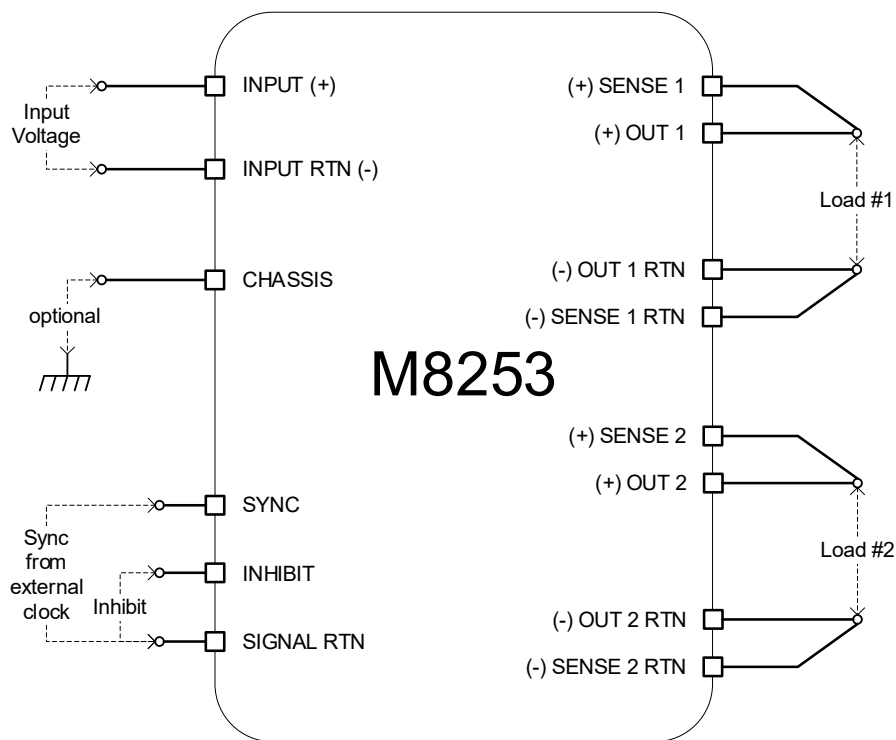 INPUT (+)
Input
Voltage
INPUT RTN (-)
CHASSIS
optional
M8253
SYNC
Sync
from
external
clock
INHIBIT
Inhibit
SIGNAL RTN
(+) SENSE 1
(+) OUT 1
Load #1
(-) OUT 1 RTN
(-) SENSE 1 RTN
(+) SENSE 2
(+) OUT 2
Load #2
(-) OUT 2 RTN
(-) SENSE 2 RTN